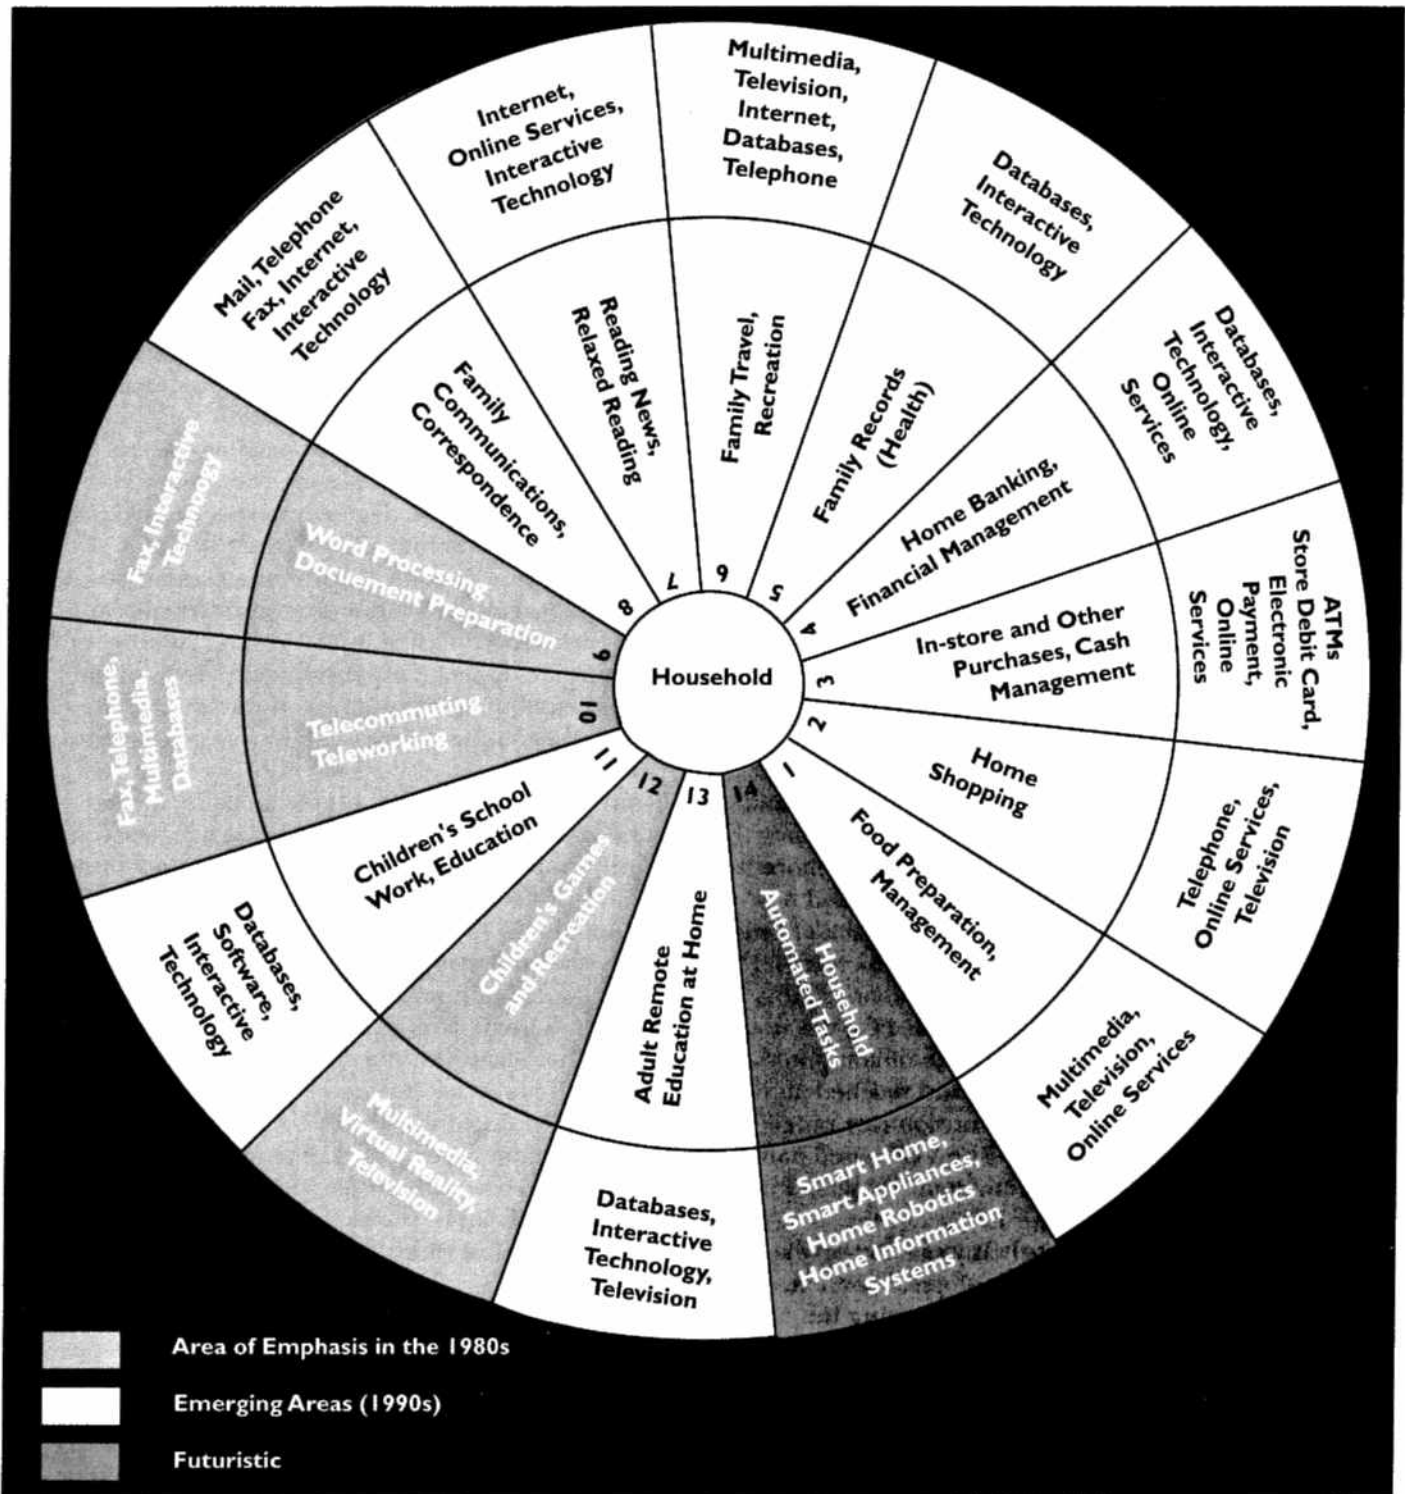 Household
1
Food Preparation,
Management
Multimedia,
Television,
Online Services
2
Home
Shopping
Telephone,
Online Services,
Television
3
In-store and Other
Purchases, Cash
Management
ATMs
Store Debit Card,
Electronic
Payment,
Online
Services
4
Home Banking,
Financial Management
Databases,
Interactive
Technology,
Online
Services
5
Family Records
(Health)
Databases,
Interactive
Technology
6
Family Travel,
Recreation
Multimedia,
Television,
Internet,
Databases,
Telephone
7
Reading News,
Relaxed Reading
Internet,
Online Services,
Interactive
Technology
8
Family
Communications,
Correspondence
Mail, Telephone
Fax, Internet,
Interactive
Technology
9
Word Processing
Docuement Preparation
Fax, Interactive
Technoogy
10
Telecommuting
Teleworking
Fax, Telephone,
Multimedia,
Databases
11
Children's School
Work, Education
Databases,
Software,
Interactive
Technology
12
Children's Games
and Recreation
Multimedia,
Virtual Reality,
Television
13
Adult Remote
Education at Home
Databases,
Interactive
Technology,
Television
14
Household
Automated Tasks
Smart Home,
Smart Appliances,
Home Robotics
Home Information
Systems
Area of Emphasis in the 1980s
Emerging Areas (1990s)
Futuristic